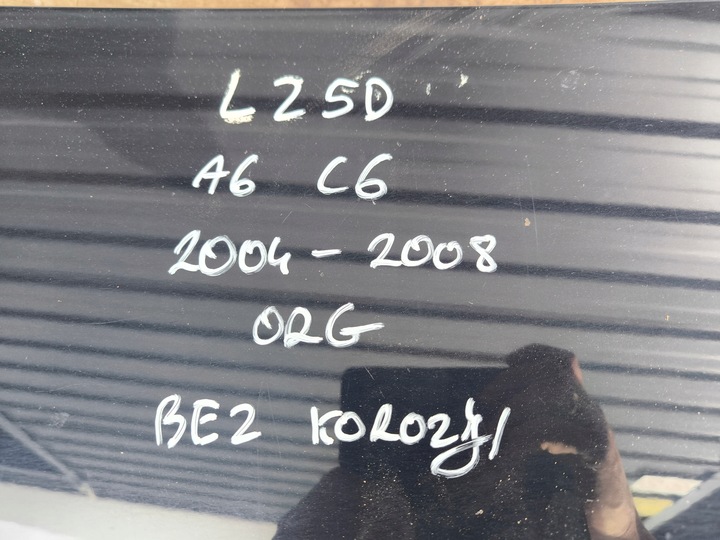 LZ5D
A6 C6
2004-2008
ORG
BEZ KOROZJI